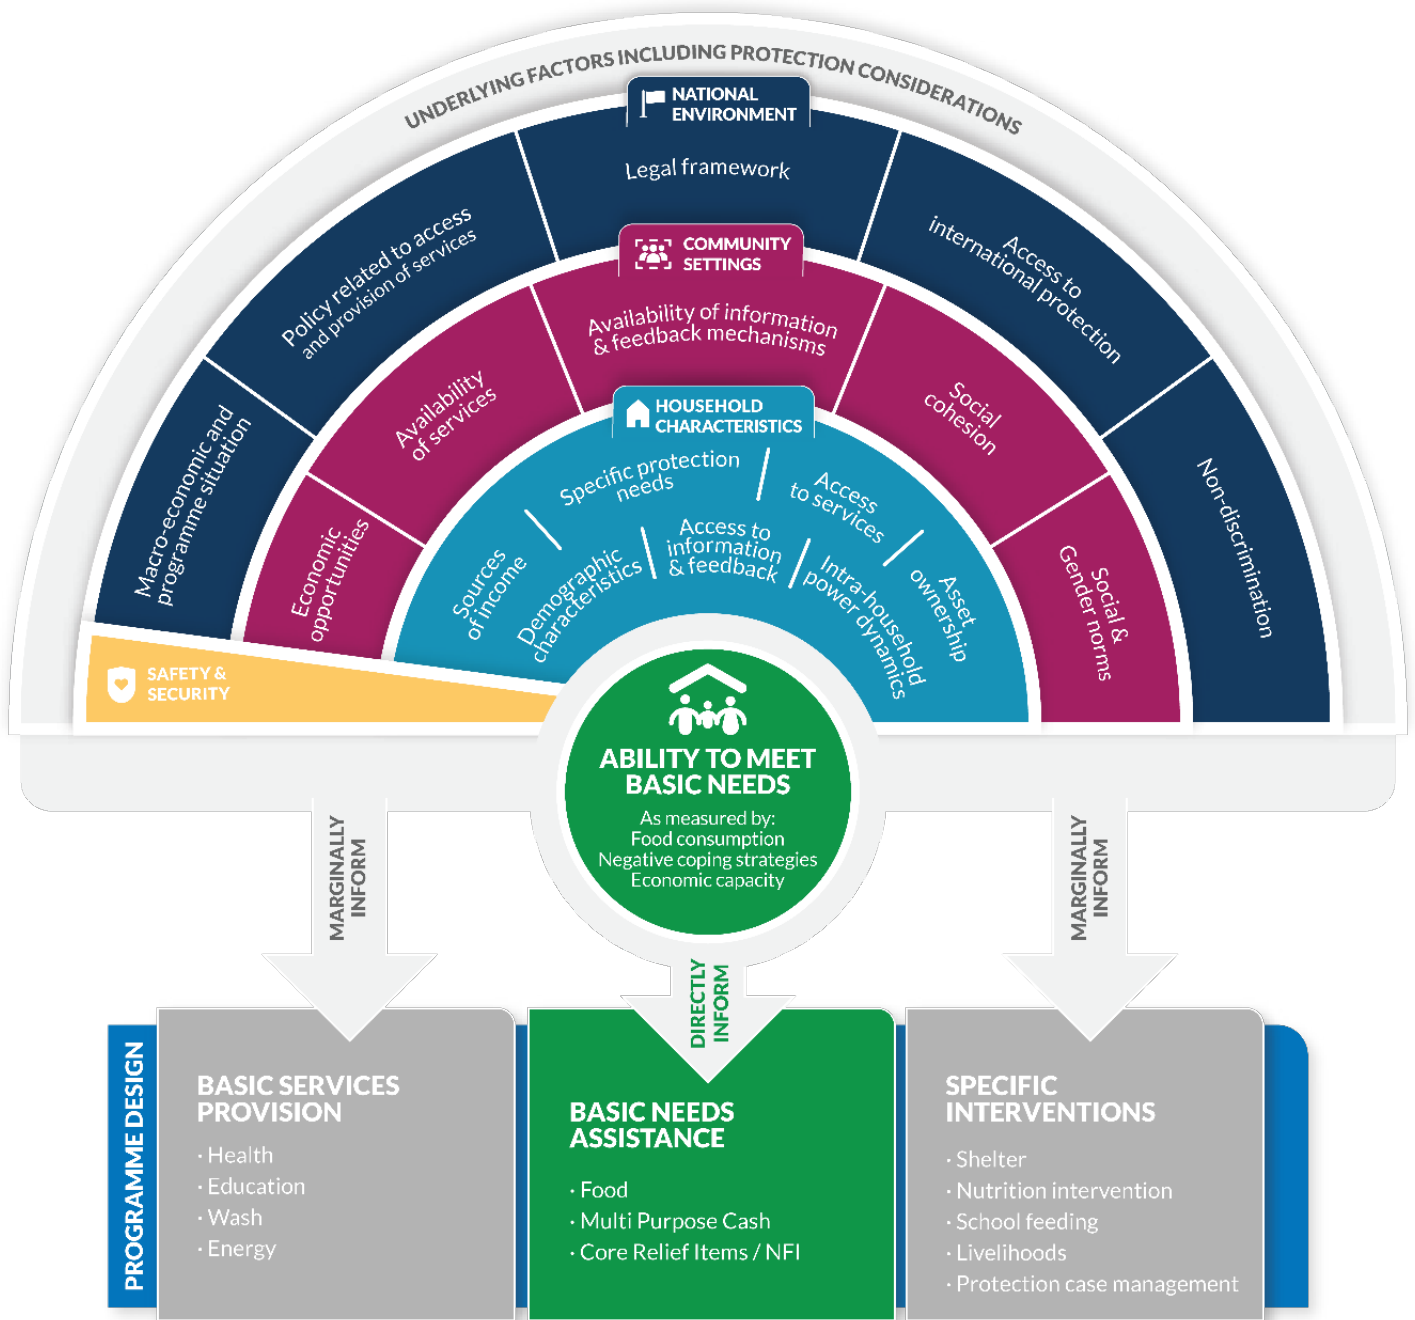 UNDERLYING FACTORS INCLUDING PROTECTION CONSIDERATIONS
NATIONAL
ENVIRONMENT
Macro-economic and
programme situation
Policy related to access
and provision of services
Legal framework
Access to
international protection
Non-discrimination
COMMUNITY
SETTINGS
Economic
opportunities
Availability
of services
Availability of information
& feedback mechanisms
Social
cohesion
Social &
Gender norms
HOUSEHOLD
CHARACTERISTICS
Sources
of income
Specific protection
needs
Access
to services
Asset
ownership
Demographic
characteristics
Access to
information
& feedback
Intra-household
power dynamics
SAFETY &
SECURITY
ABILITY TO MEET
BASIC NEEDS
As measured by:
Food consumption
Negative coping strategies
Economic capacity
MARGINALLY
INFORM
DIRECTLY
INFORM
MARGINALLY
INFORM
PROGRAMME DESIGN
BASIC SERVICES
PROVISION
· Health
· Education
· Wash
· Energy
BASIC NEEDS
ASSISTANCE
· Food
· Multi Purpose Cash
· Core Relief Items / NFI
SPECIFIC
INTERVENTIONS
· Shelter
· Nutrition intervention
· School feeding
· Livelihoods
· Protection case management